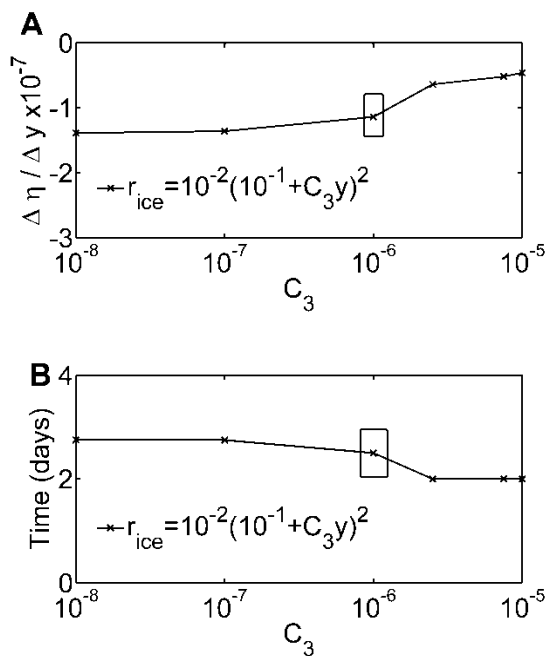 A
Δ η / Δ y x10⁻⁷
0
-1
-2
-3
r_ice=10⁻²(10⁻¹+C₃y)²
10⁻⁸ 10⁻⁷ 10⁻⁶ 10⁻⁵
C₃
B
Time (days)
4
2
0
r_ice=10⁻²(10⁻¹+C₃y)²
10⁻⁸ 10⁻⁷ 10⁻⁶ 10⁻⁵
C₃